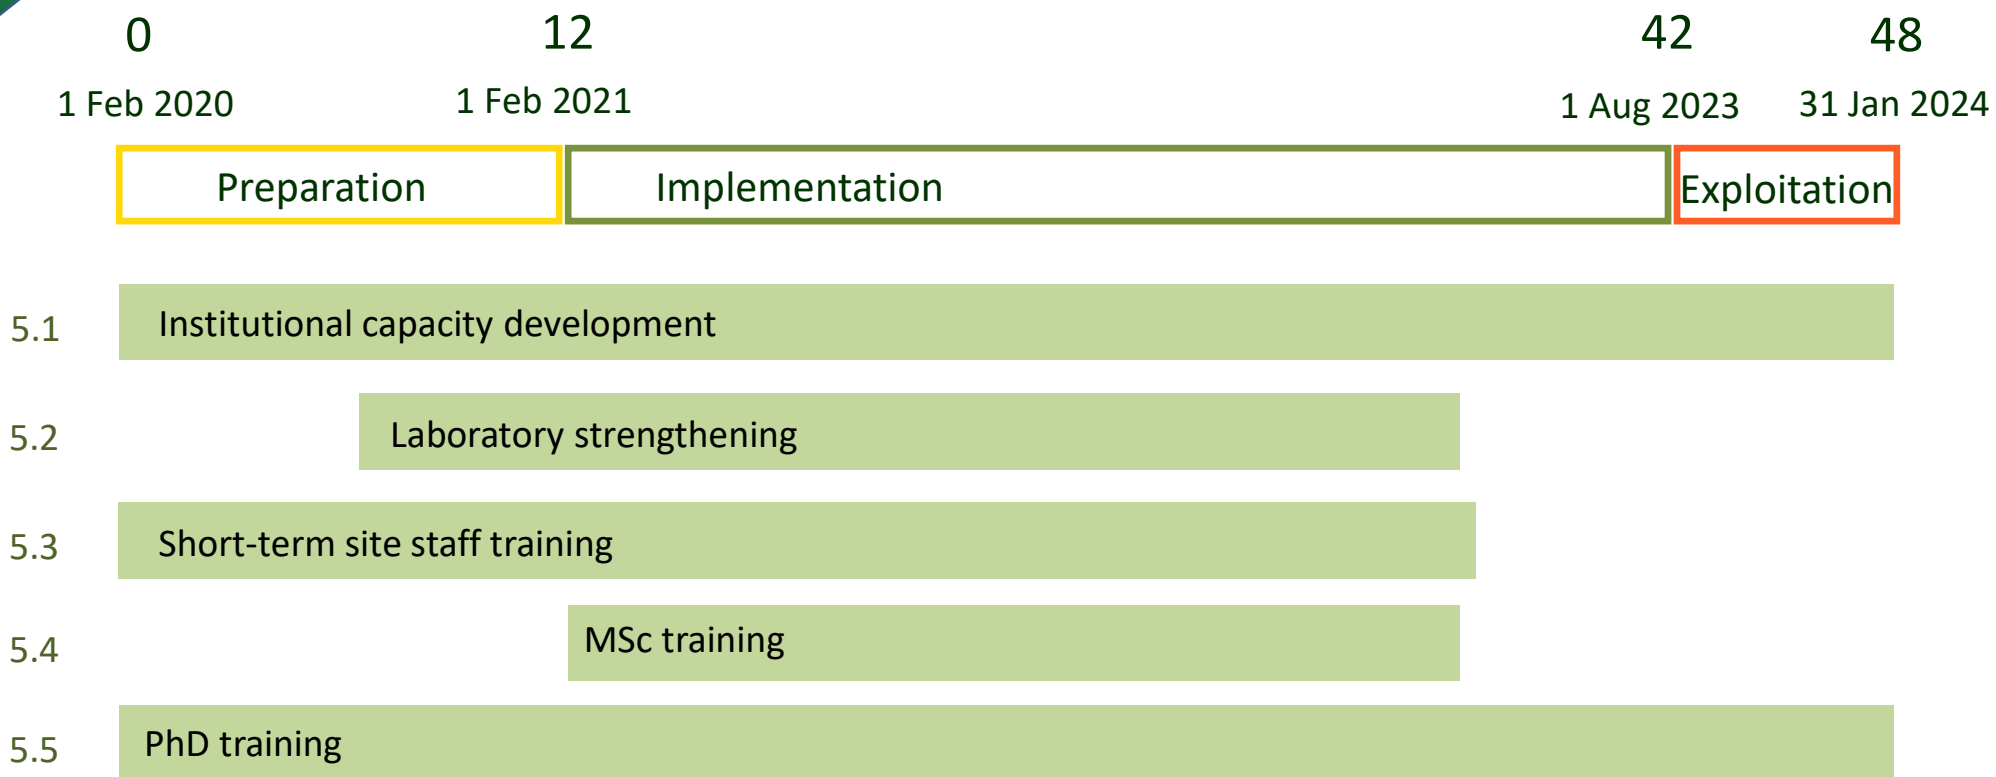 0 12 42 48
1 Feb 2020 1 Feb 2021 1 Aug 2023 31 Jan 2024
Preparation Implementation Exploitation
5.1 Institutional capacity development
5.2 Laboratory strengthening
5.3 Short-term site staff training
5.4 MSc training
5.5 PhD training